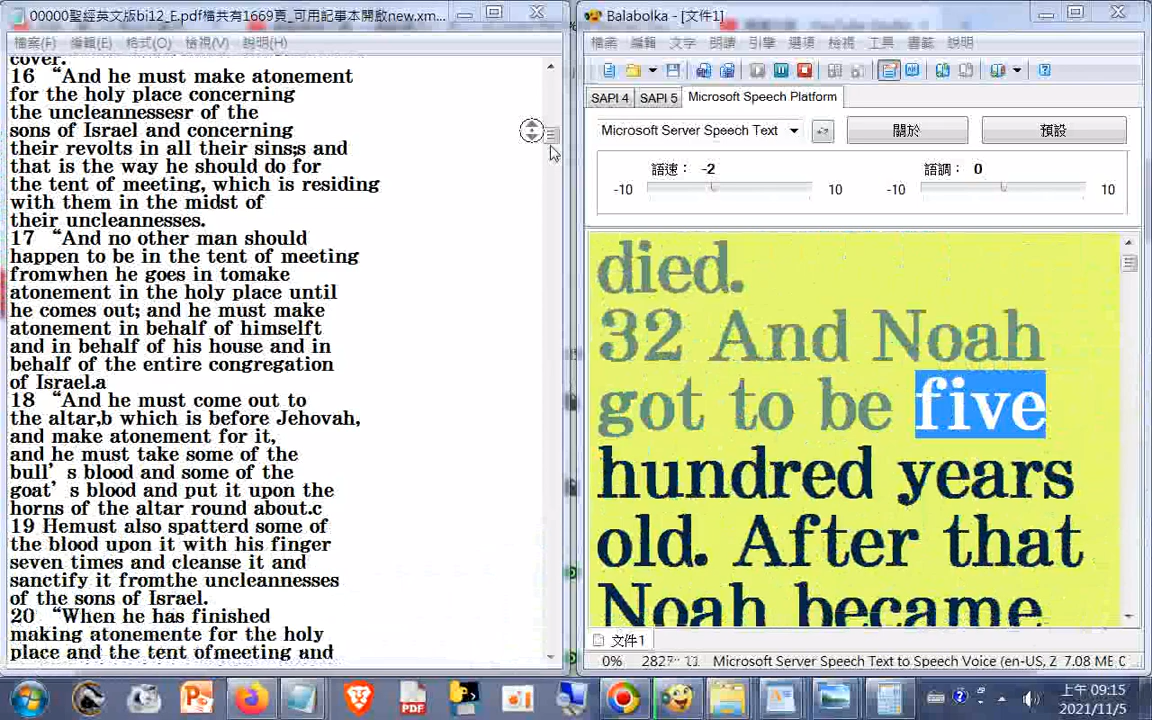 00000聖經英文版bi12_E.pdf檔共有1669頁_可用記事本開啟new.xm...
檔案(F) 編輯(E) 格式(O) 檢視(V) 說明(H)
cover.
16 “And he must make atonement
for the holy place concerning
the uncleannessesr of the
sons of Israel and concerning
their revolts in all their sins;s and
that is the way he should do for
the tent of meeting, which is residing
with them in the midst of
their uncleannesses.
17 “And no other man should
happen to be in the tent of meeting
fromwhen he goes in tomake
atonement in the holy place until
he comes out; and he must make
atonement in behalf of himselft
and in behalf of his house and in
behalf of the entire congregation
of Israel.a
18 “And he must come out to
the altar,b which is before Jehovah,
and make atonement for it,
and he must take some of the
bull’s blood and some of the
goat’s blood and put it upon the
horns of the altar round about.c
19 Hemust also spatterd some of
the blood upon it with his finger
seven times and cleanse it and
sanctify it fromthe uncleannesses
of the sons of Israel.
20 “When he has finished
making atonemente for the holy
place and the tent ofmeeting and
Balabolka - [文件1]
檔案 編輯 文字 朗讀 引擎 選項 檢視 工具 書籤 說明
SAPI 4 SAPI 5 Microsoft Speech Platform
Microsoft Server Speech Text 關於 預設
語速： -2 語調： 0
-10 10 -10 10
died.
32 And Noah
got to be five
hundred years
old. After that
Noah became
文件1
0% Microsoft Server Speech Text to Speech Voice (en-US, Z 7.08 ME
PDF
上午 09:15
2021/11/5